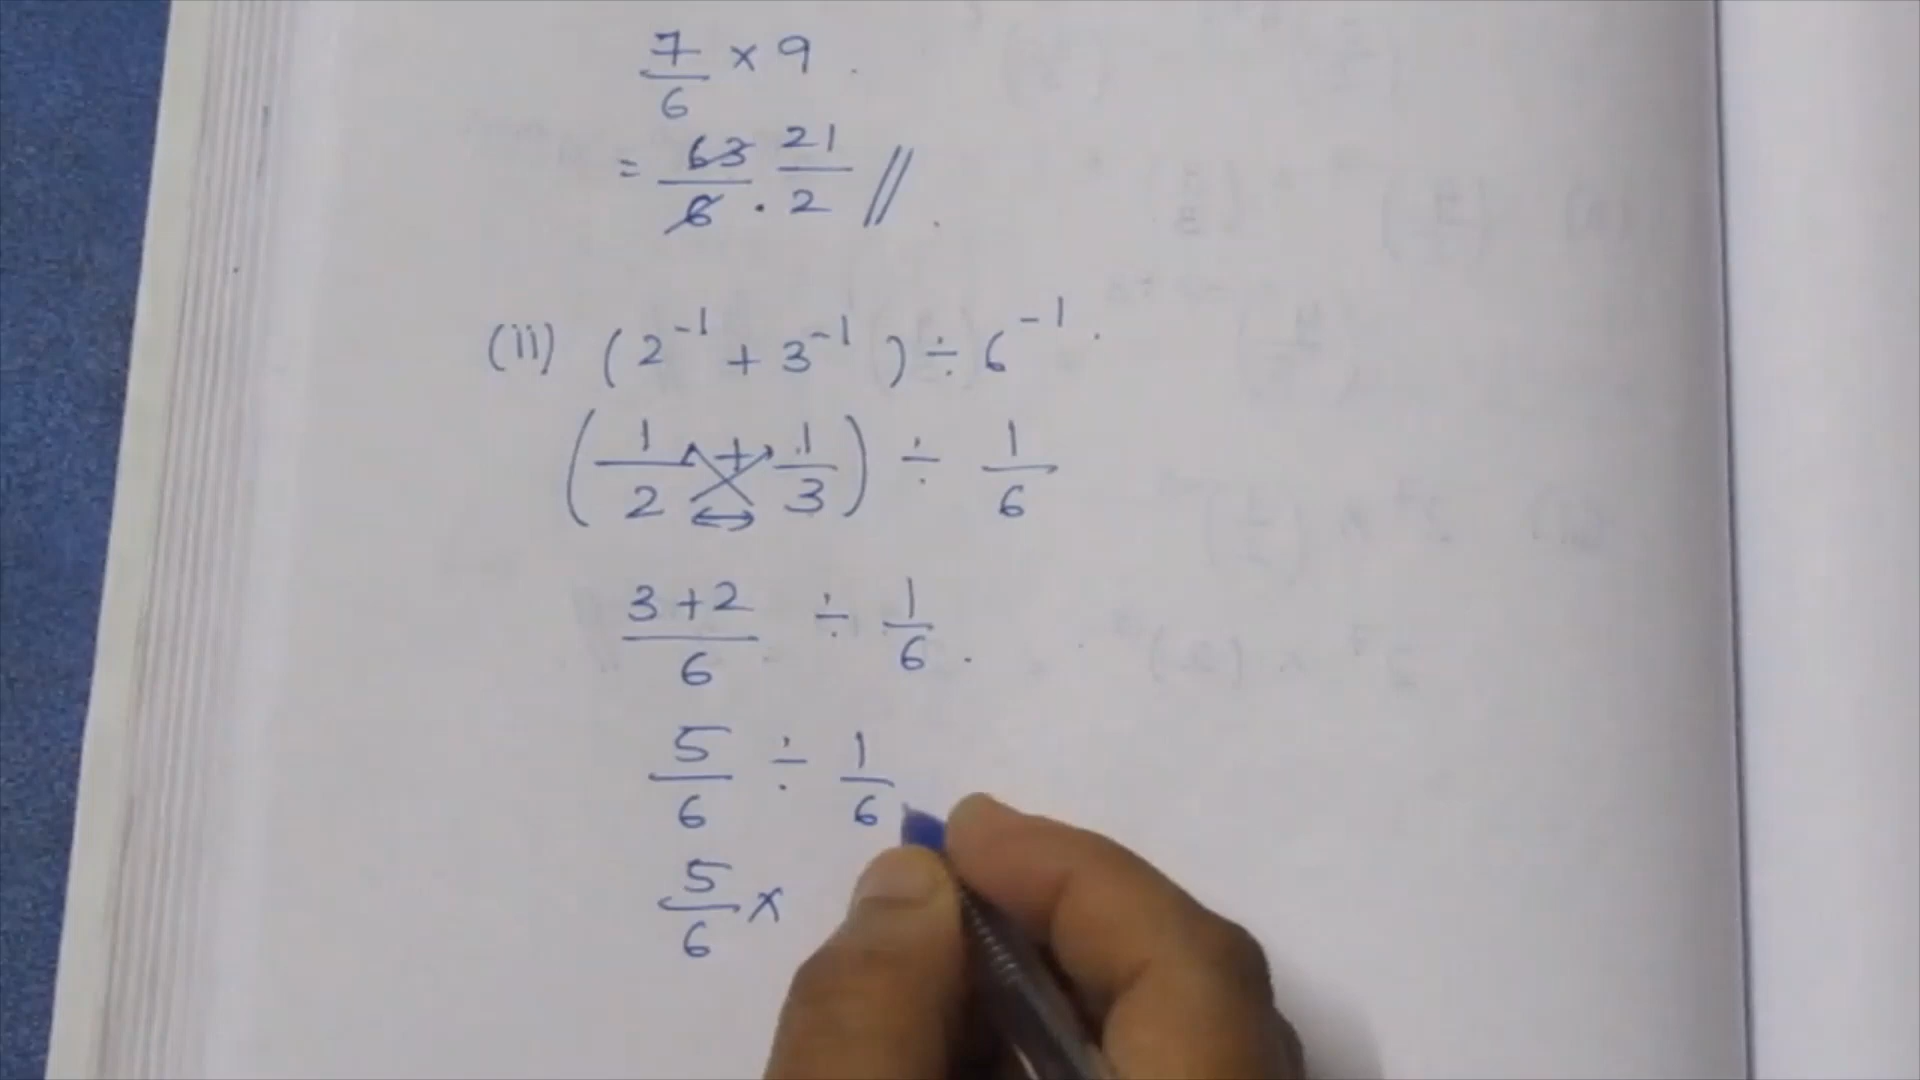 7/6 × 9
= 63/6 · 21/2 //
(ii) (2⁻¹ + 3⁻¹) ÷ 6⁻¹
(1/2 + 1/3) ÷ 1/6
3+2/6 ÷ 1/6
5/6 ÷ 1/6
5/6 ×